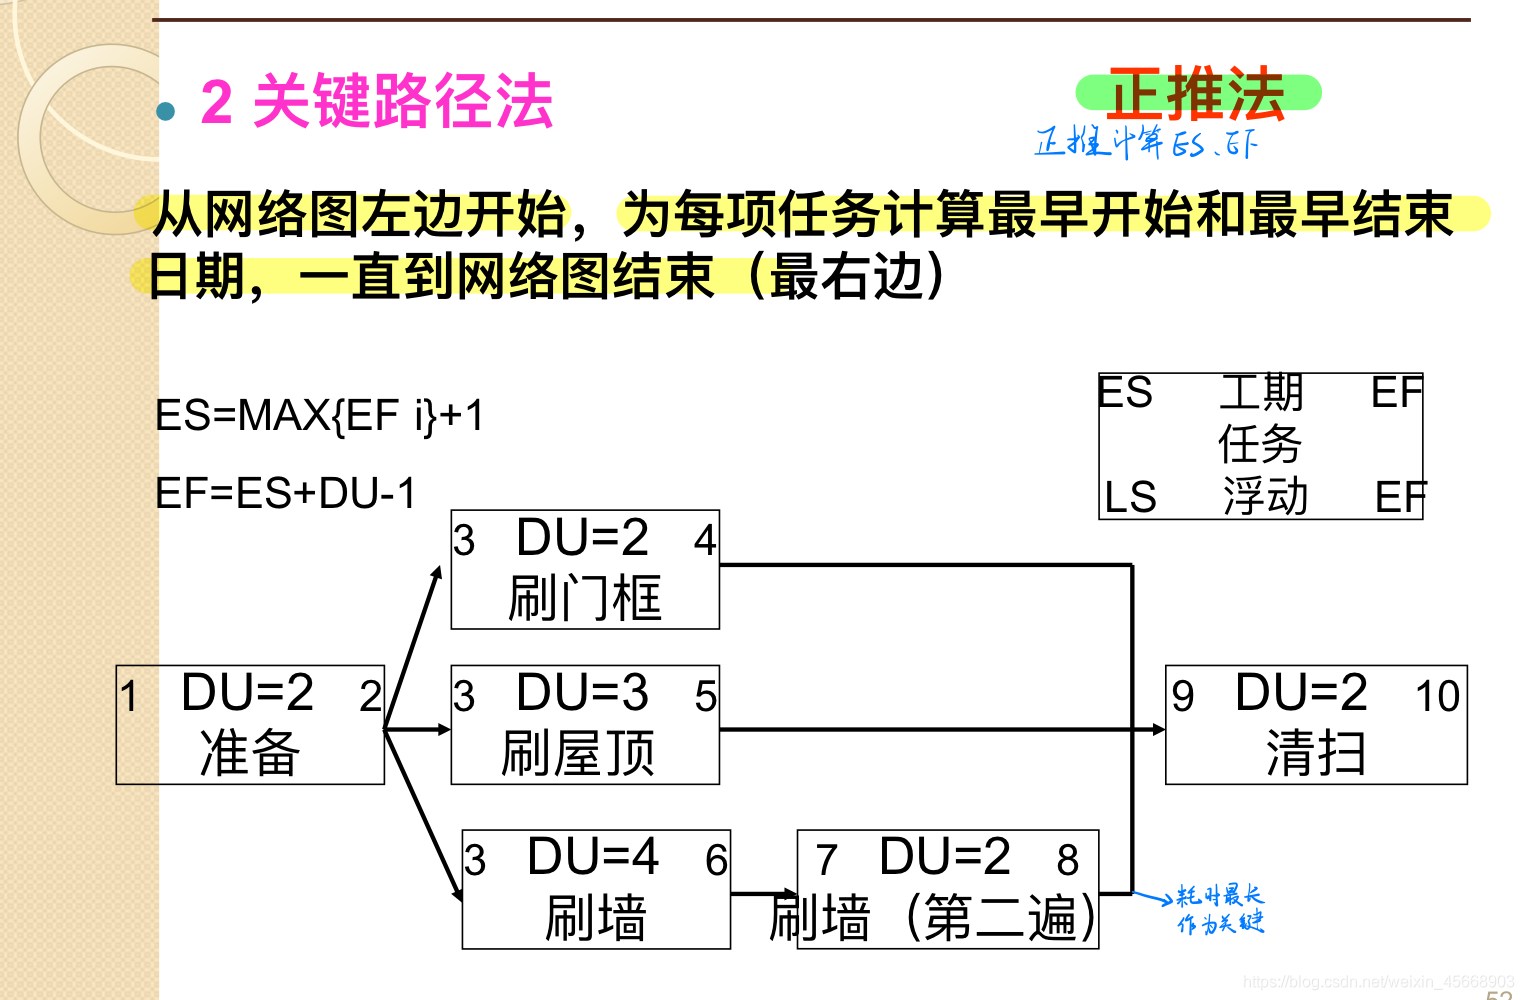 2 关键路径法
正推法
正推计算ES、EF
从网络图左边开始，为每项任务计算最早开始和最早结束
日期，一直到网络图结束（最右边）
ES=MAX{EF i}+1
EF=ES+DU-1
ES 工期 EF
任务
LS 浮动 EF
3 DU=2 4
刷门框
1 DU=2 2
准备
3 DU=3 5
刷屋顶
9 DU=2 10
清扫
3 DU=4 6
刷墙
7 DU=2 8
刷墙（第二遍）
耗时最长
作为关键
https://blog.csdn.net/weixin_45668903
52